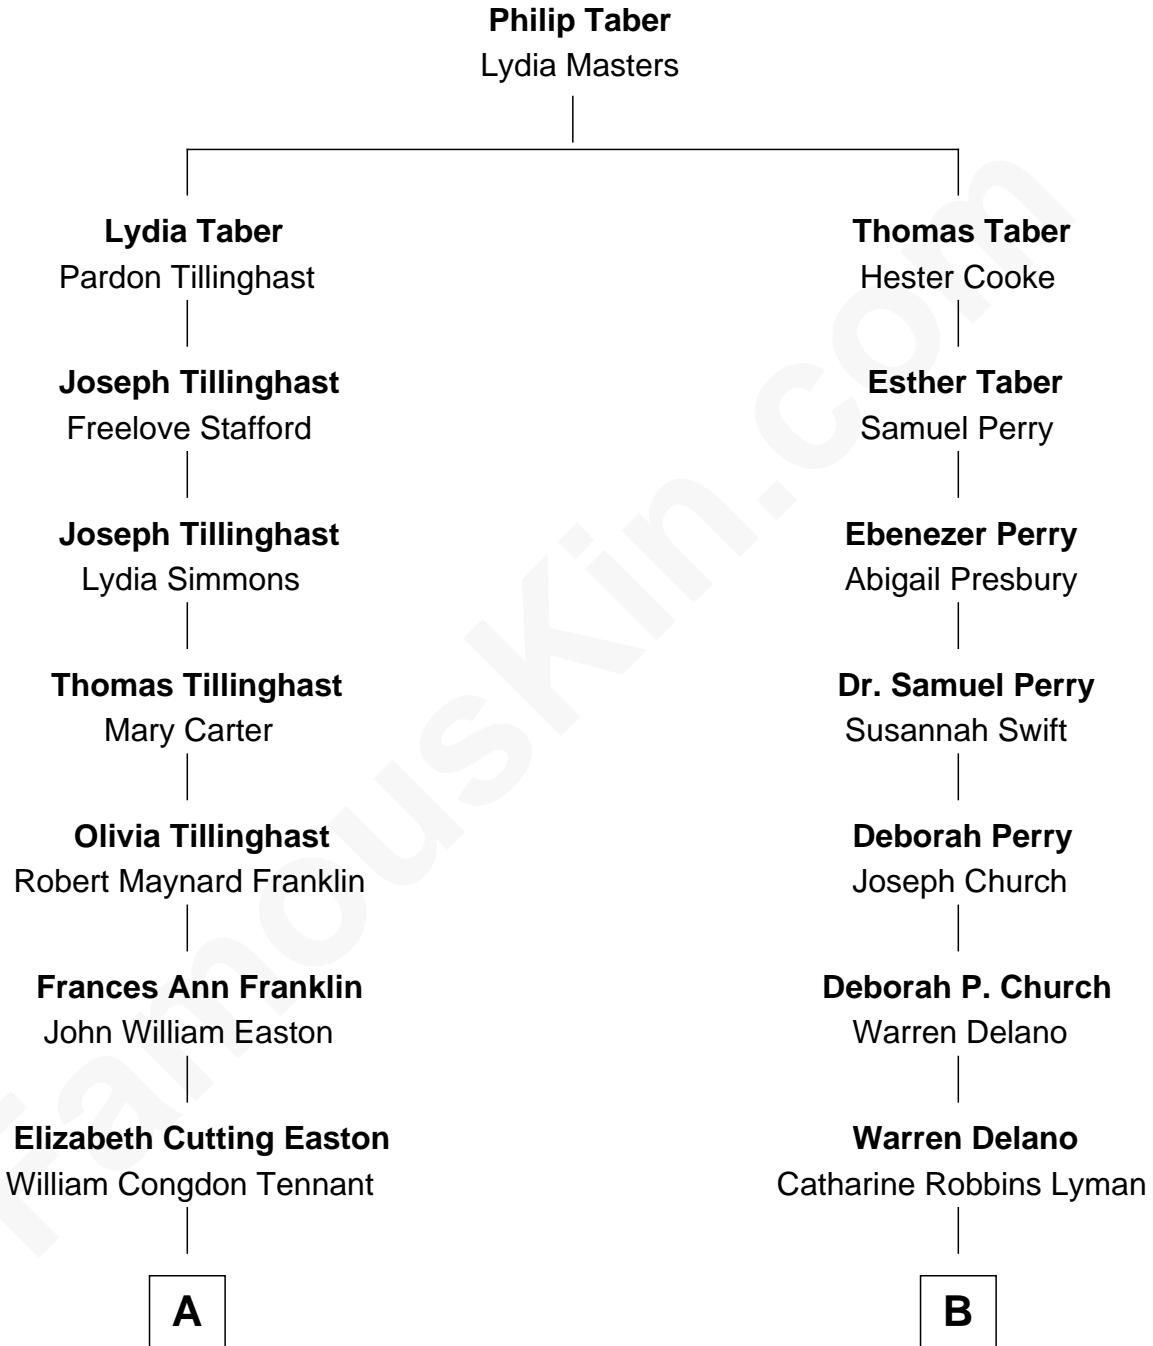 Philip Taber
Lydia Masters
Lydia Taber
Pardon Tillinghast
Thomas Taber
Hester Cooke
Joseph Tillinghast
Freelove Stafford
Esther Taber
Samuel Perry
Joseph Tillinghast
Lydia Simmons
Ebenezer Perry
Abigail Presbury
Thomas Tillinghast
Mary Carter
Dr. Samuel Perry
Susannah Swift
Olivia Tillinghast
Robert Maynard Franklin
Deborah Perry
Joseph Church
Frances Ann Franklin
John William Easton
Deborah P. Church
Warren Delano
Elizabeth Cutting Easton
William Congdon Tennant
Warren Delano
Catharine Robbins Lyman
A
B
FamousKin.com